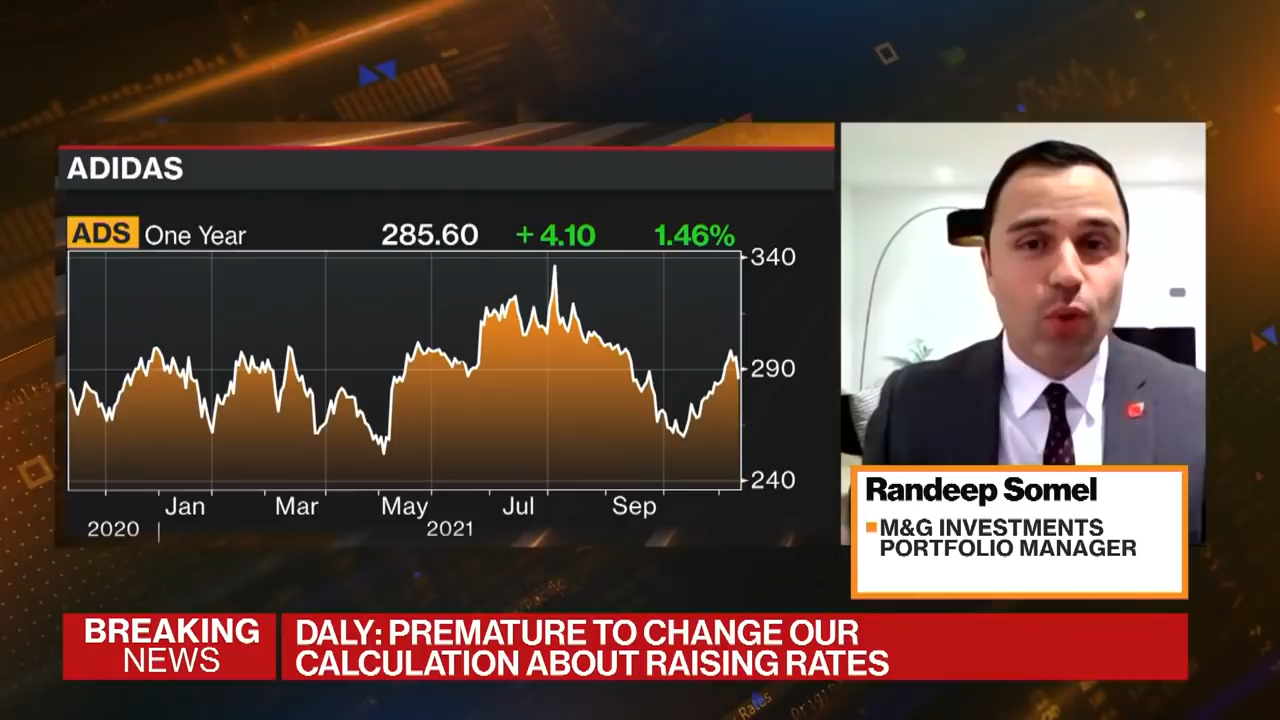 ADIDAS
ADS One Year 285.60 + 4.10 1.46%
340
290
240
Jan Mar May Jul Sep
2020 2021
Randeep Somel
M&G INVESTMENTS
PORTFOLIO MANAGER
BREAKING
NEWS
DALY: PREMATURE TO CHANGE OUR
CALCULATION ABOUT RAISING RATES